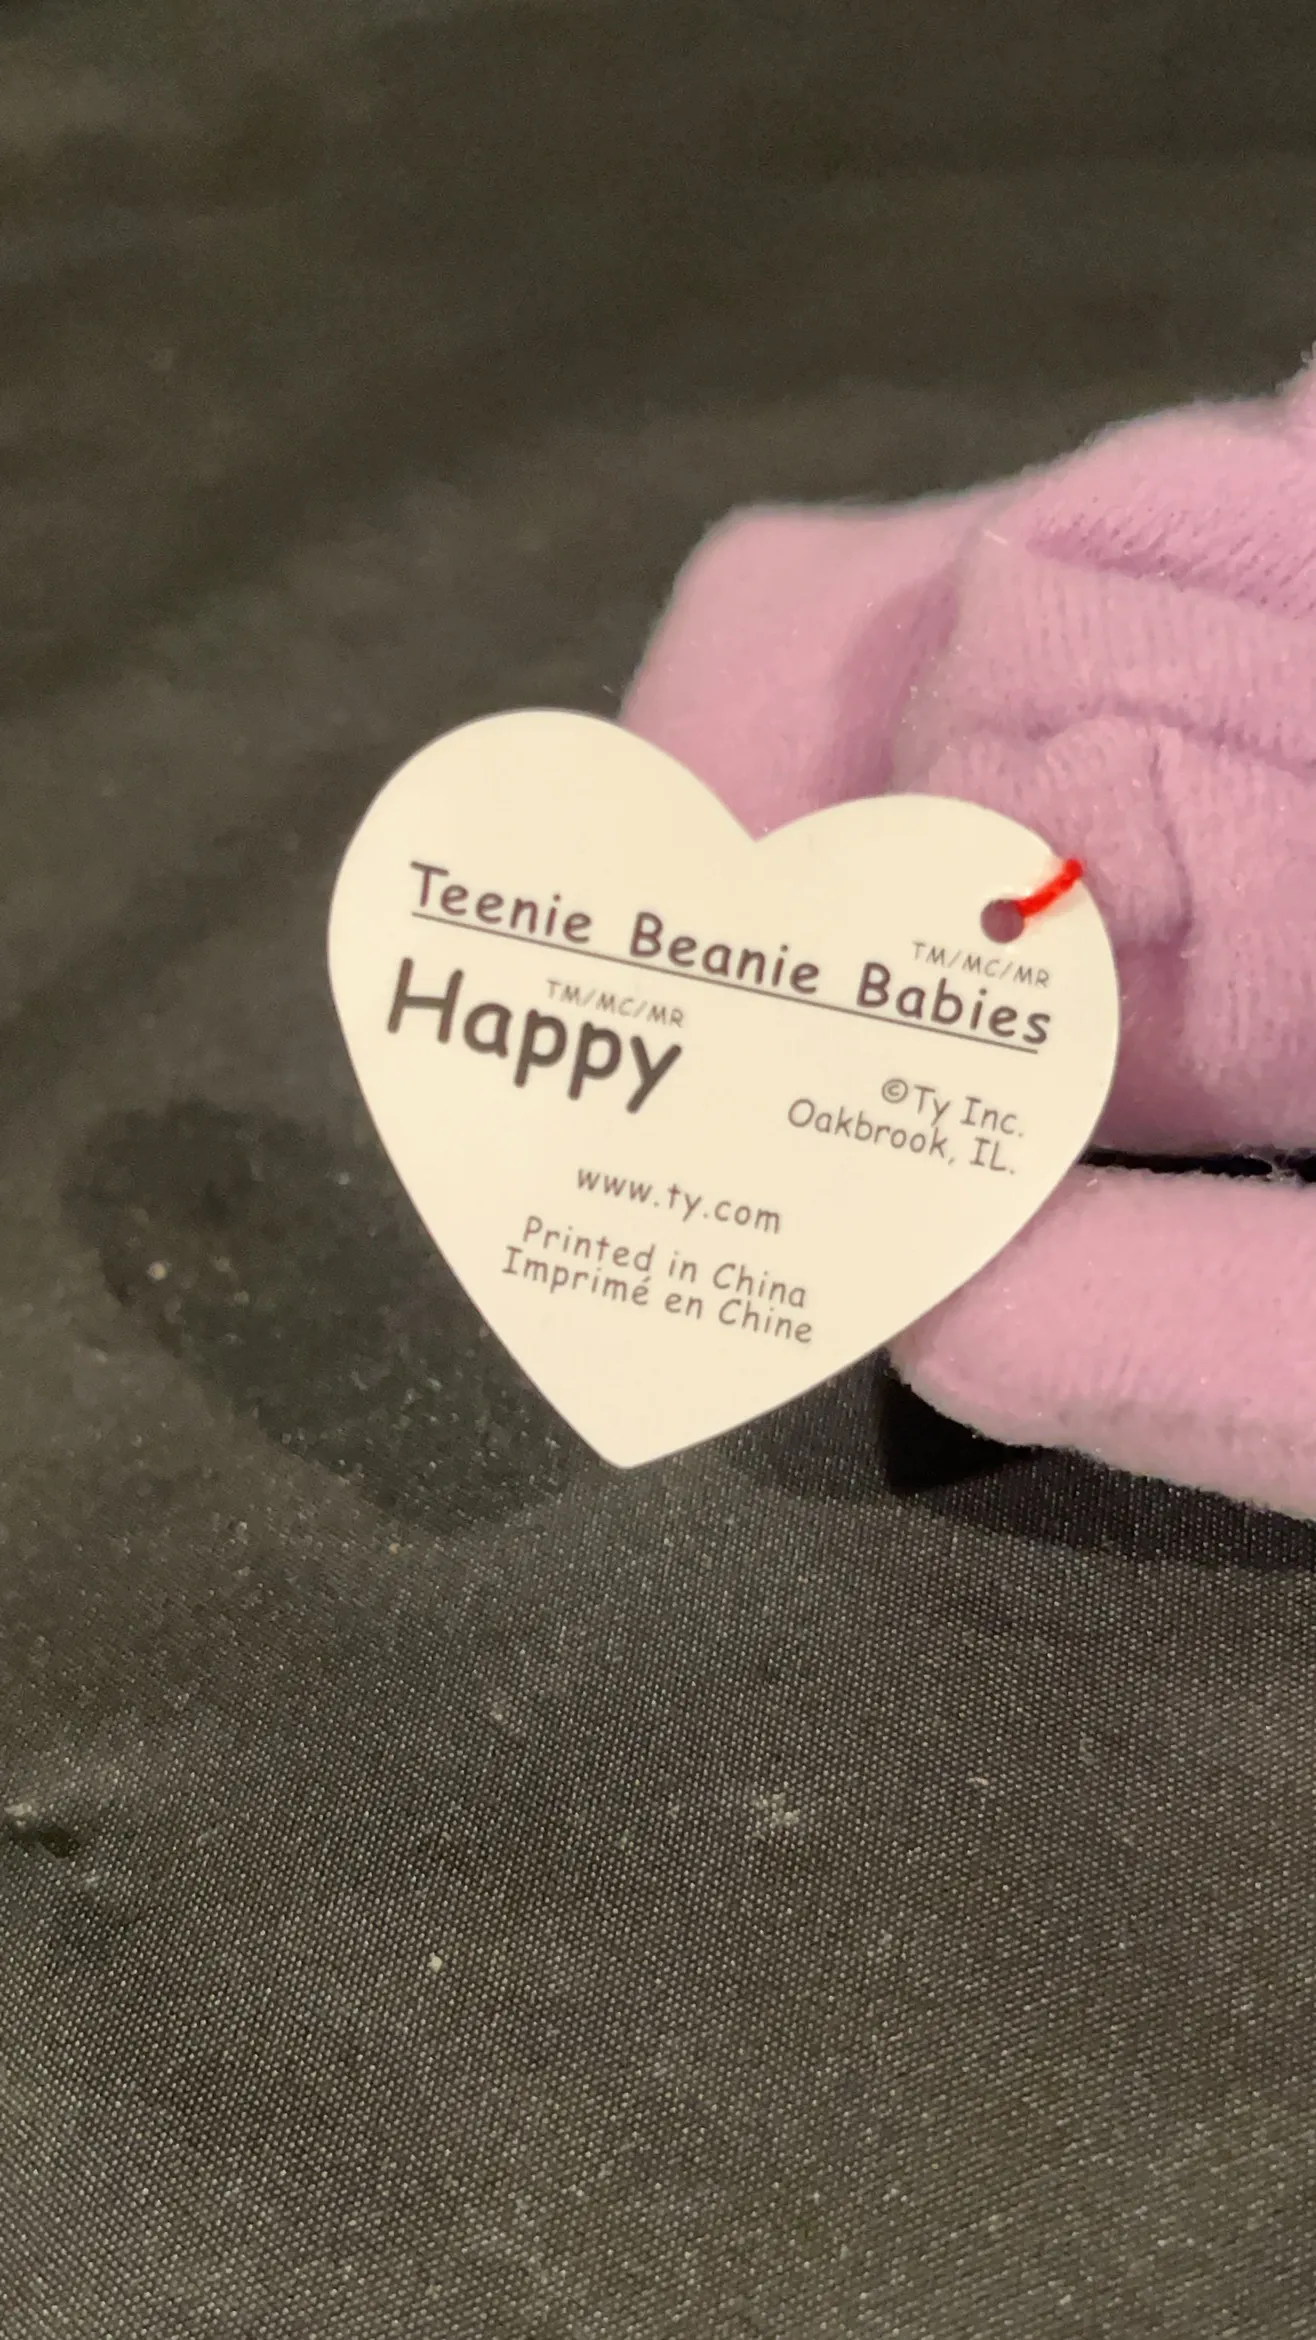 Teenie Beanie Babies TM/MC/MR
Happy TM/MC/MR
©Ty Inc.
Oakbrook, IL.
www.ty.com
Printed in China
Imprimé en Chine